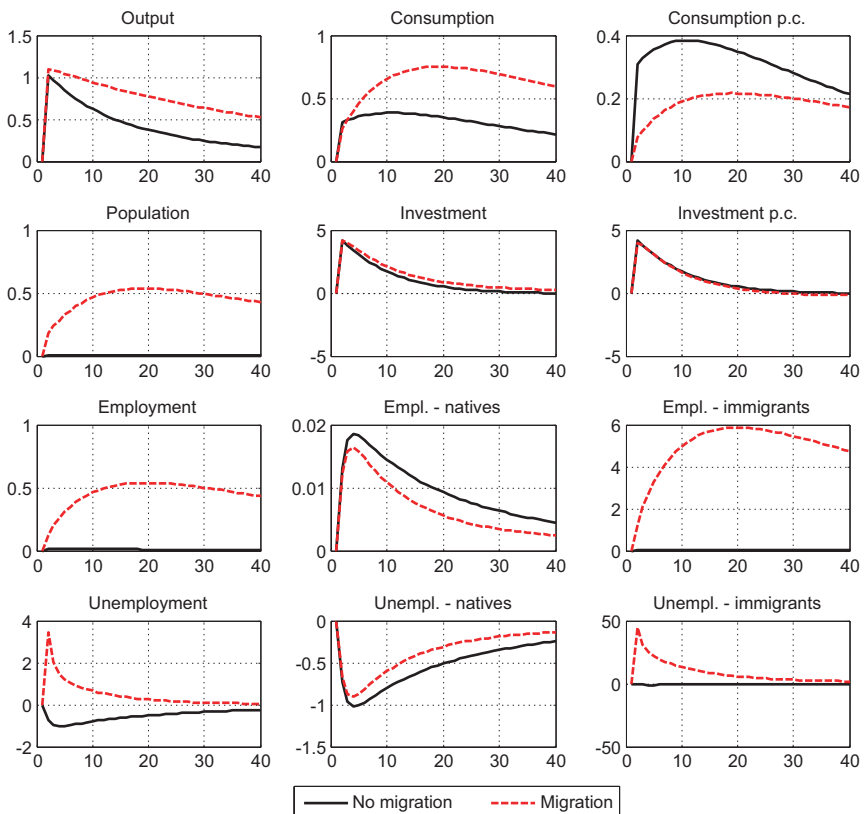 Output
Consumption
Consumption p.c.
1.5
1
0.5
0
0 10 20 30 40
1
0.5
0
0 10 20 30 40
0.4
0.2
0
0 10 20 30 40
Population
Investment
Investment p.c.
1
0.5
0
0 10 20 30 40
5
0
-5
0 10 20 30 40
5
0
-5
0 10 20 30 40
Employment
Empl. - natives
Empl. - immigrants
1
0.5
0
0 10 20 30 40
0.02
0.01
0
0 10 20 30 40
6
4
2
0
0 10 20 30 40
Unemployment
Unempl. - natives
Unempl. - immigrants
4
2
0
-2
0 10 20 30 40
0
-0.5
-1
-1.5
0 10 20 30 40
50
0
-50
0 10 20 30 40
No migration
Migration